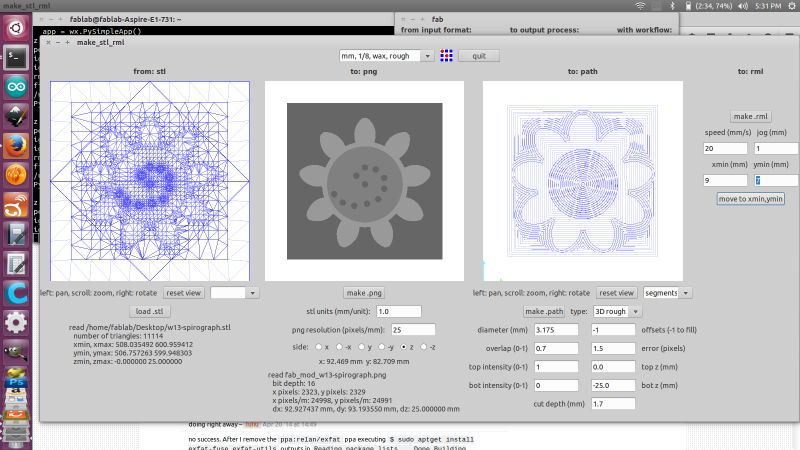 (2:34, 74%)
5:31 PM
fablab@fablab-Aspire-E1-731: ~
fab
app = wx.PySimpleApp()
from input format:
to output process:
with workflow:
make_stl_rml
mm, 1/8, wax, rough
quit
from: stl
to: png
to: path
to: rml
make .rml
speed (mm/s)
jog (mm)
20
1
xmin (mm)
ymin (mm)
9
7
move to xmin,ymin
left: pan, scroll: zoom, right: rotate
reset view
make .png
left: pan, scroll: zoom, right: rotate
reset view
segments
load .stl
read /home/fablab/Desktop/w13-spirograph.stl
number of triangles: 11114
xmin, xmax: 508.035492 600.959412
ymin, ymax: 506.757263 599.948303
zmin, zmax: -0.000000 25.000000
stl units (mm/unit):
1.0
png resolution (pixels/mm):
25
side:
x
-x
y
-y
z
-z
x: 92.469 mm y: 82.709 mm
read fab_mod_w13-spirograph.png
bit depth: 16
x pixels: 2323, y pixels: 2329
x pixels/m: 24998, y pixels/m: 24991
dx: 92.927437 mm, dy: 93.193550 mm, dz: 25.000000 mm
make .path
type:
3D rough
diameter (mm)
3.175
-1
offsets (-1 to fill)
overlap (0-1)
0.7
1.5
error (pixels)
top intensity (0-1)
1
0.0
top z (mm)
bot intensity (0-1)
0
-25.0
bot z (mm)
cut depth (mm)
1.7
doing right away – fuhu Apr 20 '14 at 14:49
no success. After I remove the ppa:relan/exfat ppa executing $ sudo aptget install
exfat-fuse exfat-utils outputs in Reading package lists... Done Building